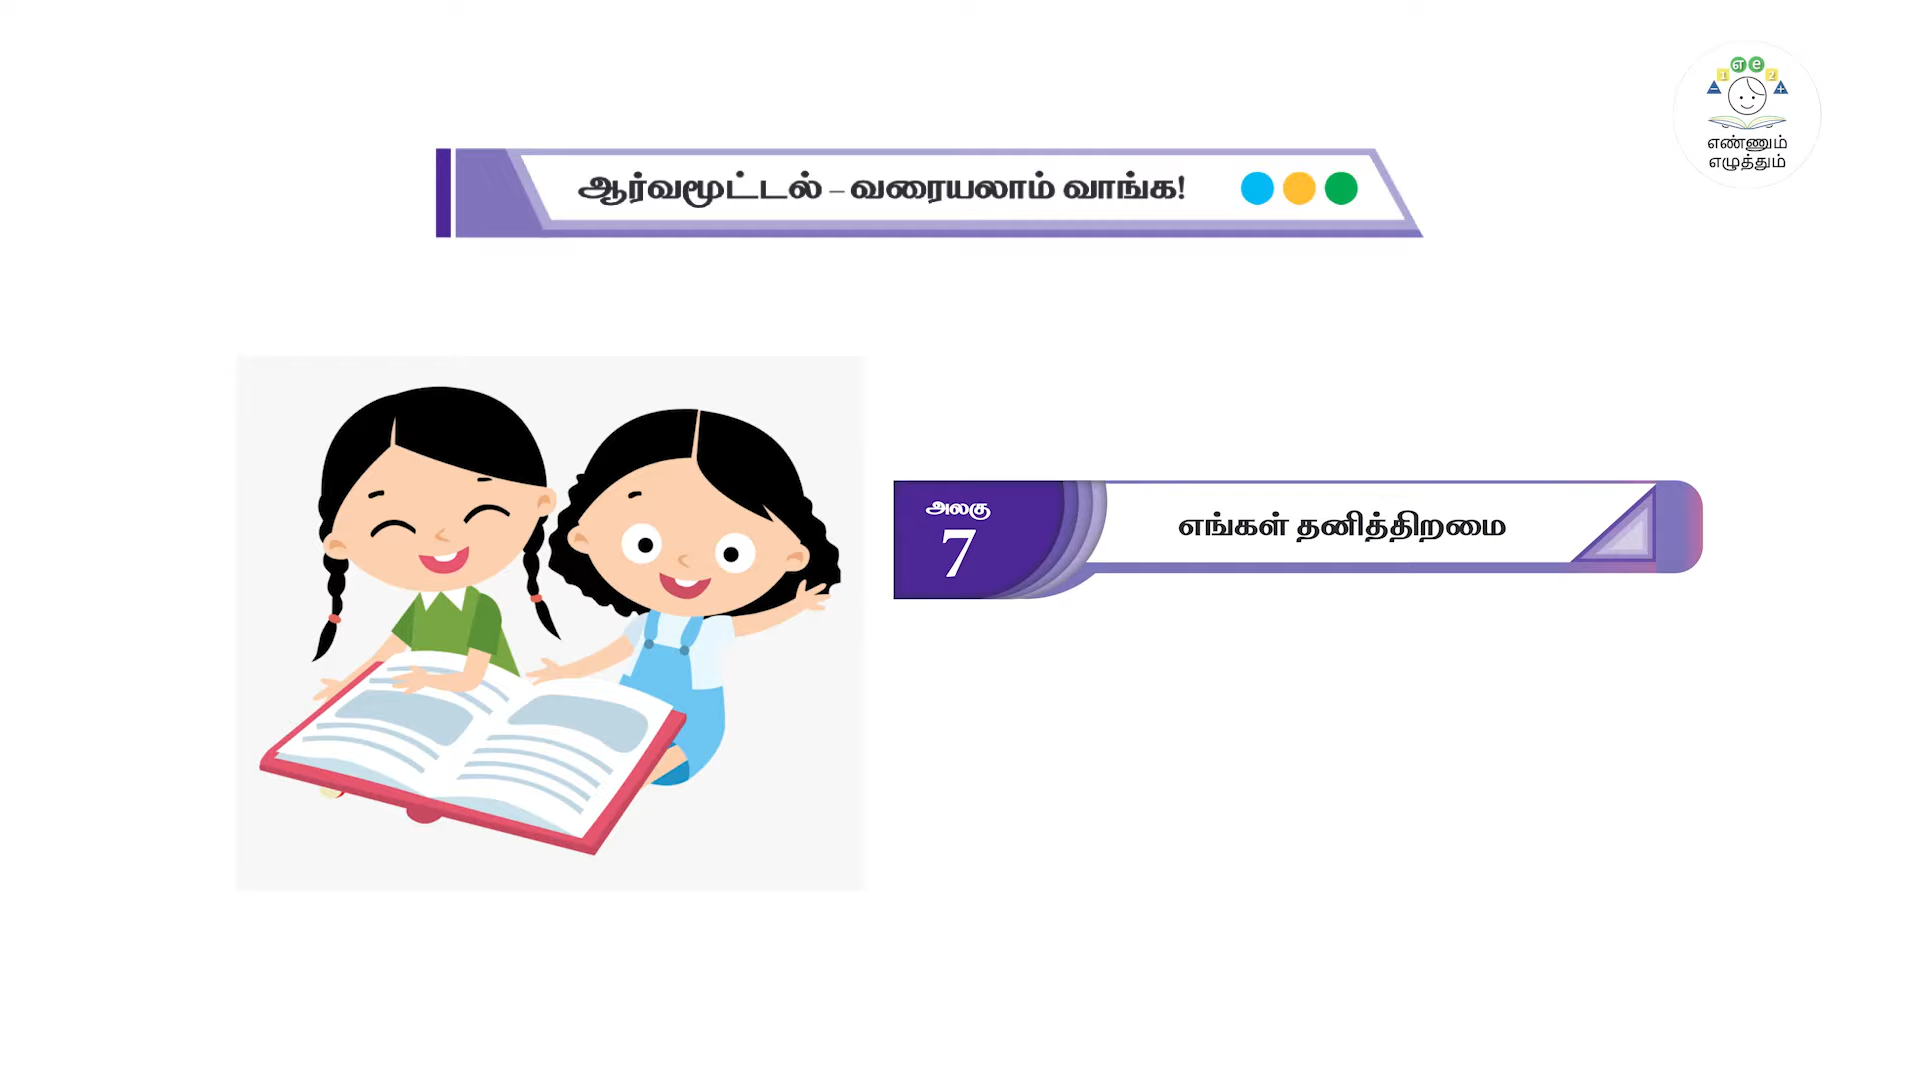 எண்ணும்
எழுத்தும்
ஆர்வமூட்டல் – வரையலாம் வாங்க!
அலகு
7
எங்கள் தனித்திறமை